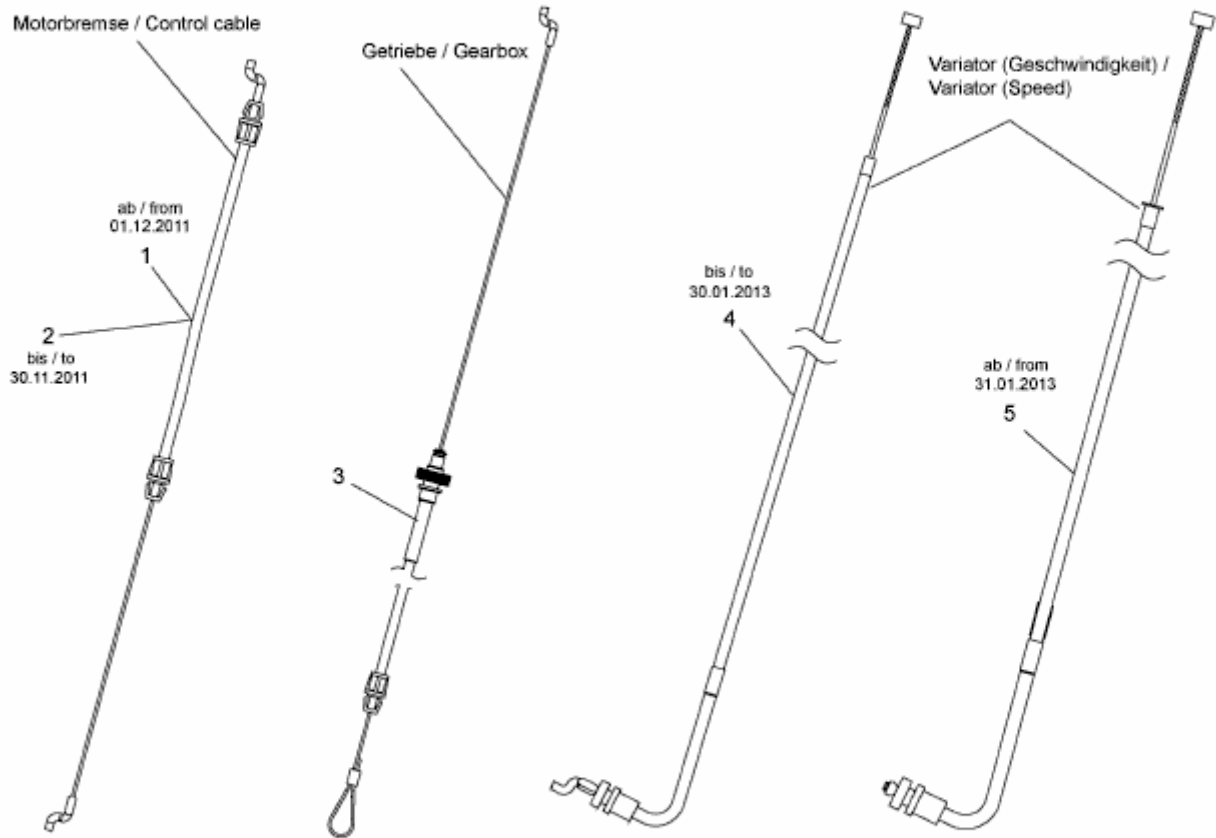 Motorbremse / Control cable
ab / from
01.12.2011
1
2
bis / to
30.11.2011
Getriebe / Gearbox
3
Variator (Geschwindigkeit) /
Variator (Speed)
bis / to
30.01.2013
4
ab / from
31.01.2013
5